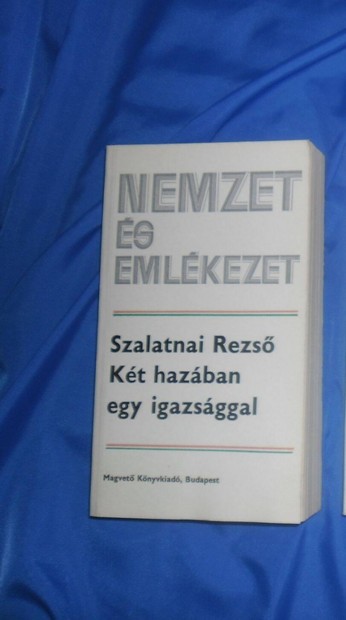 NEMZET
ÉS
EMLÉKEZET
Szalatnai Rezső
Két hazában
egy igazsággal
Magvető Könyvkiadó, Budapest